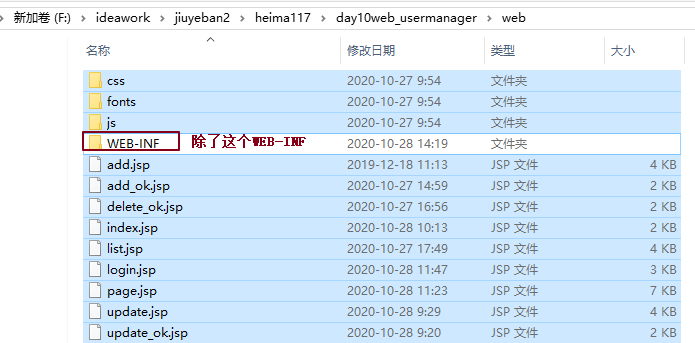 新加卷 (F:) › ideawork › jiuyeban2 › heima117 › day10web_usermanager › web
名称 修改日期 类型 大小
css 2020-10-27 9:54 文件夹
fonts 2020-10-27 9:54 文件夹
js 2020-10-27 9:54 文件夹
WEB-INF 除了这个WEB-INF 2020-10-28 14:19 文件夹
add.jsp 2019-12-18 11:13 JSP 文件 4 KB
add_ok.jsp 2020-10-27 14:59 JSP 文件 2 KB
delete_ok.jsp 2020-10-27 16:56 JSP 文件 2 KB
index.jsp 2020-10-28 10:13 JSP 文件 2 KB
list.jsp 2020-10-27 17:49 JSP 文件 4 KB
login.jsp 2020-10-28 11:47 JSP 文件 3 KB
page.jsp 2020-10-28 11:23 JSP 文件 7 KB
update.jsp 2020-10-28 9:29 JSP 文件 4 KB
update_ok.jsp 2020-10-28 9:20 JSP 文件 2 KB